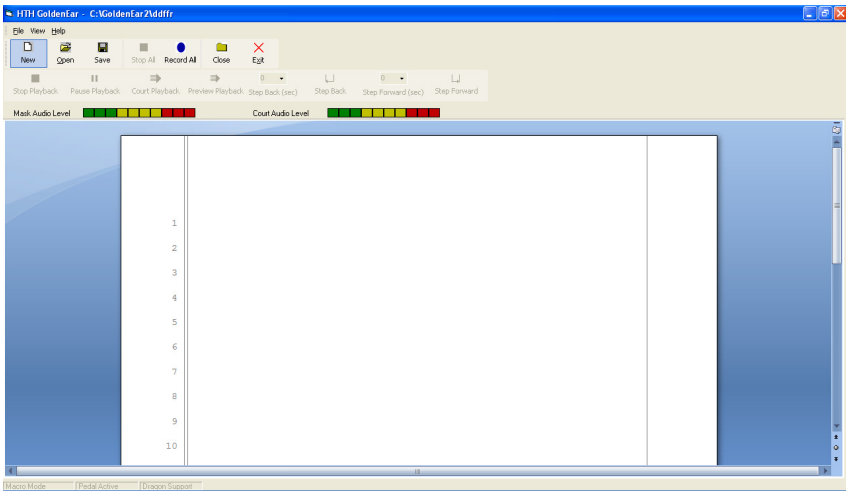 HTH GoldenEar - C:\GoldenEar2\ddffr
File View Help
New Open Save Stop All Record All Close Exit
0 0
Stop Playback Pause Playback Court Playback Preview Playback Step Back (sec) Step Back Step Forward (sec) Step Forward
Mask Audio Level Court Audio Level
1
2
3
4
5
6
7
8
9
10
Macro Mode Pedal Active Dragon Support